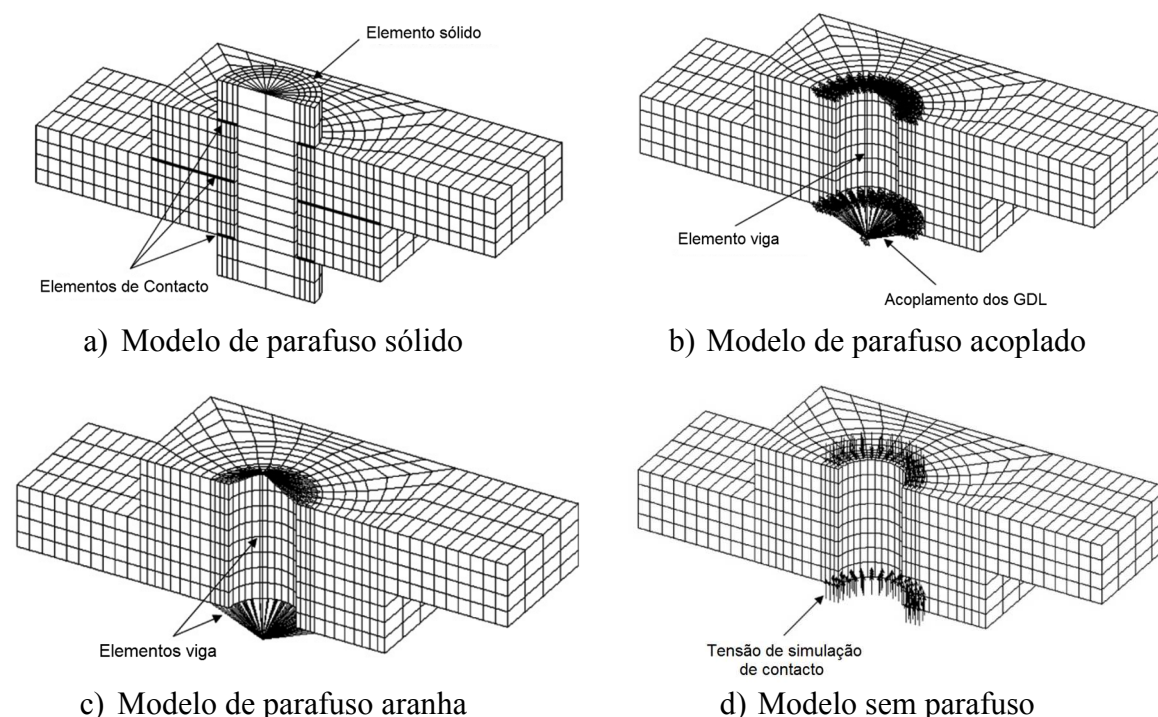 Elemento sólido
Elementos de Contacto
a) Modelo de parafuso sólido
Elemento viga
Acoplamento dos GDL
b) Modelo de parafuso acoplado
Elementos viga
c) Modelo de parafuso aranha
Tensão de simulação
de contacto
d) Modelo sem parafuso